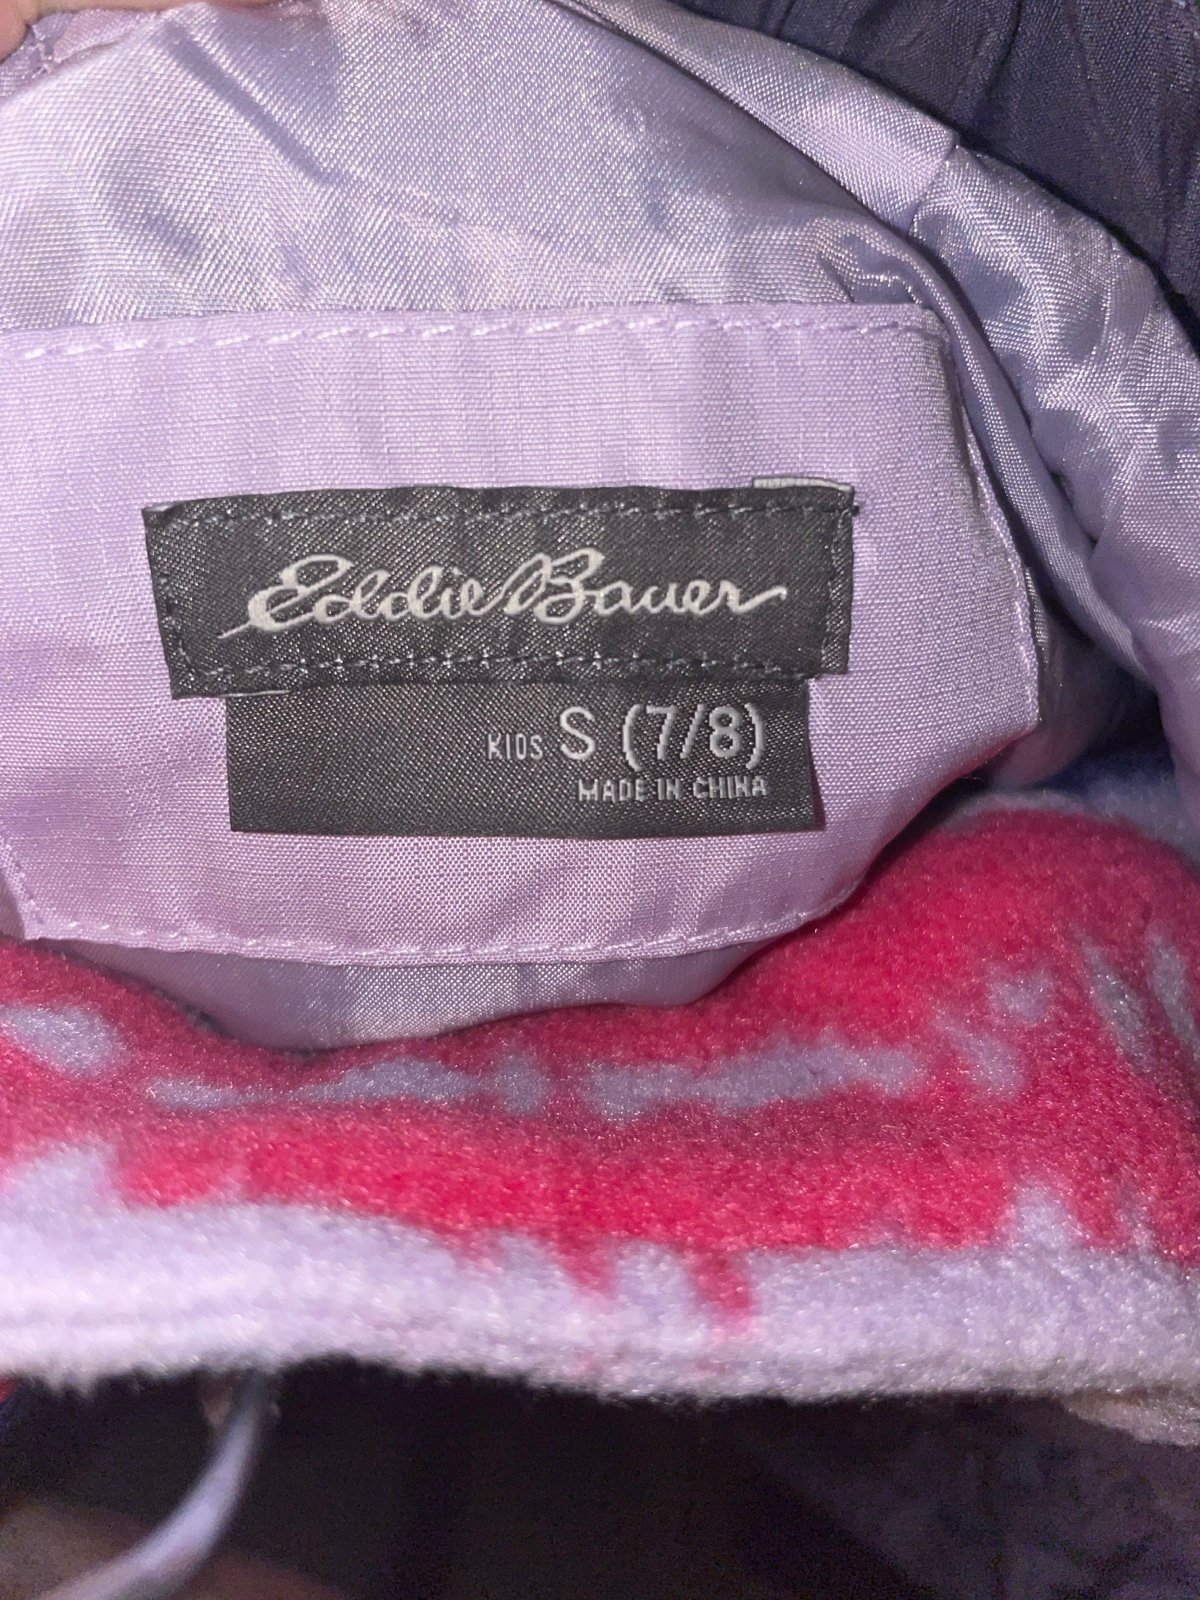 Eddie Bauer
KIDS S (7/8)
MADE IN CHINA